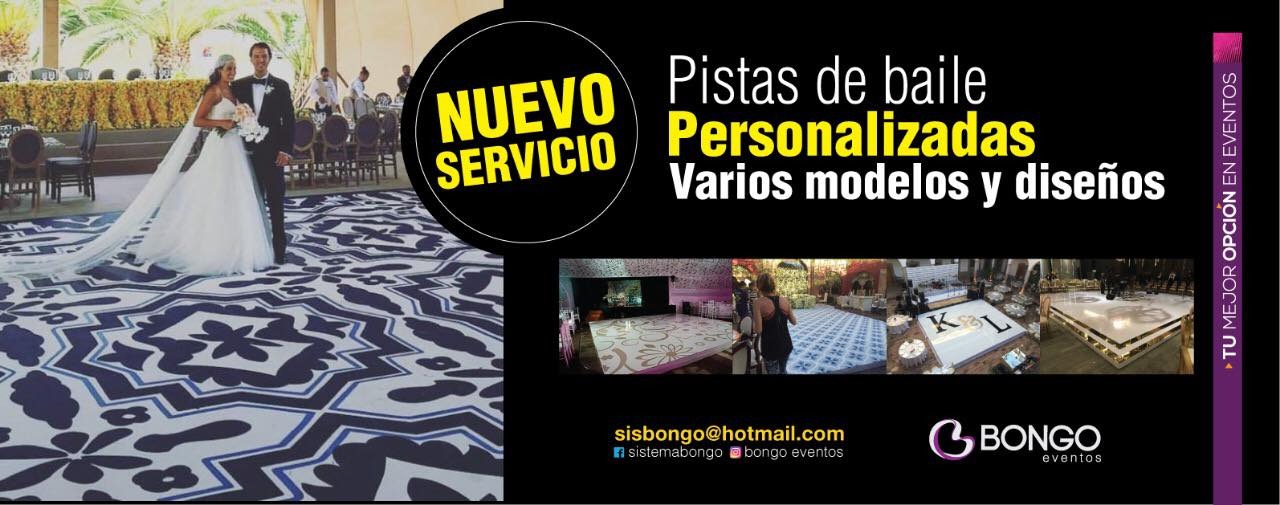 NUEVO
SERVICIO
Pistas de baile
Personalizadas
Varios modelos y diseños
K&L
sisbongo@hotmail.com
sistemabongo bongo eventos
BONGO
eventos
TU MEJOR OPCIÓN EN EVENTOS